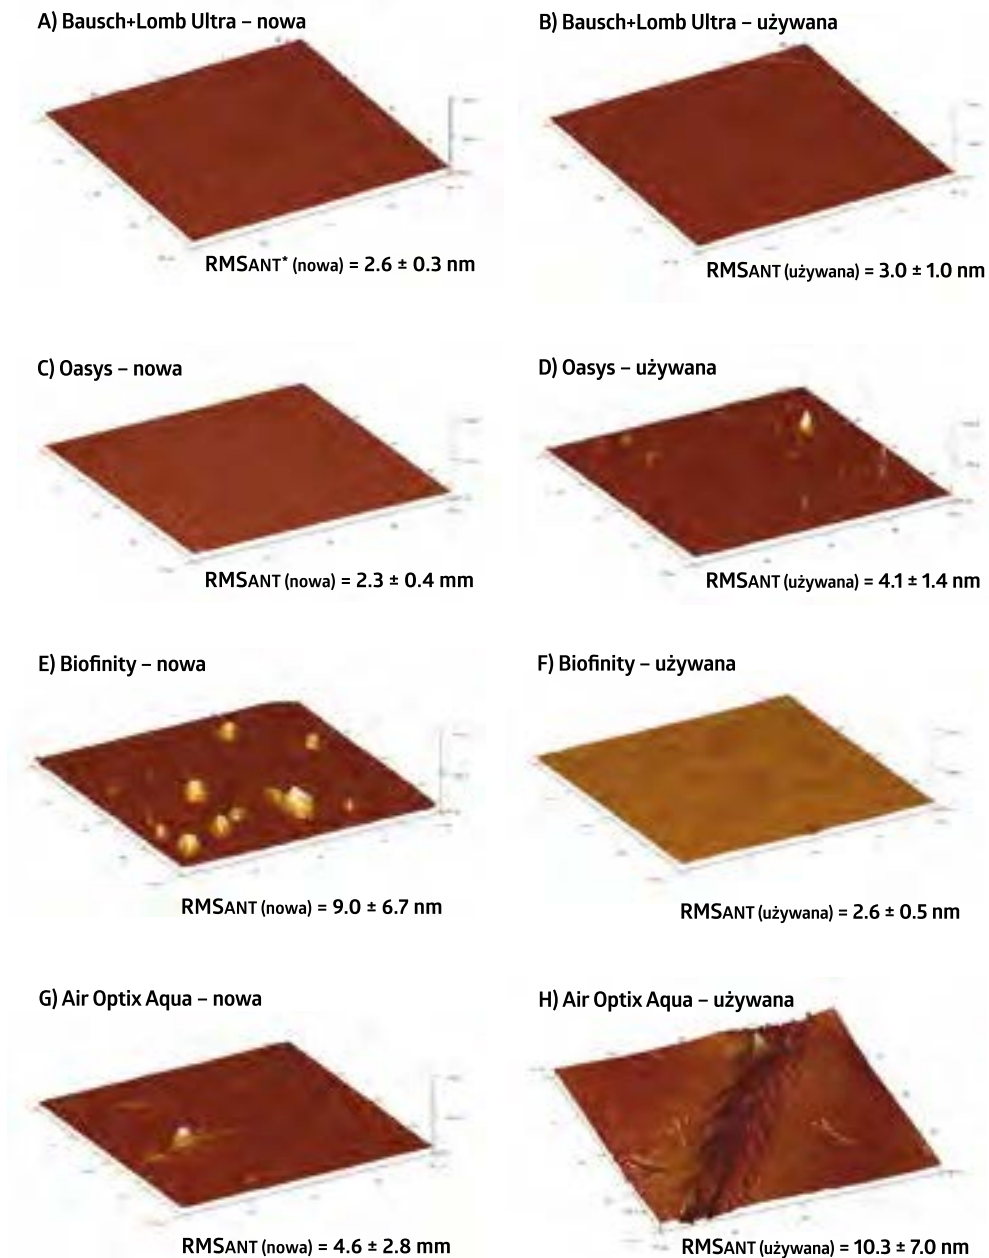 A) Bausch+Lomb Ultra – nowa
B) Bausch+Lomb Ultra – używana
RMSANT* (nowa) = 2.6 ± 0.3 nm
RMSANT (używana) = 3.0 ± 1.0 nm
C) Oasys – nowa
D) Oasys – używana
RMSANT (nowa) = 2.3 ± 0.4 mm
RMSANT (używana) = 4.1 ± 1.4 nm
E) Biofinity – nowa
F) Biofinity – używana
RMSANT (nowa) = 9.0 ± 6.7 nm
RMSANT (używana) = 2.6 ± 0.5 nm
G) Air Optix Aqua – nowa
H) Air Optix Aqua – używana
RMSANT (nowa) = 4.6 ± 2.8 mm
RMSANT (używana) = 10.3 ± 7.0 nm